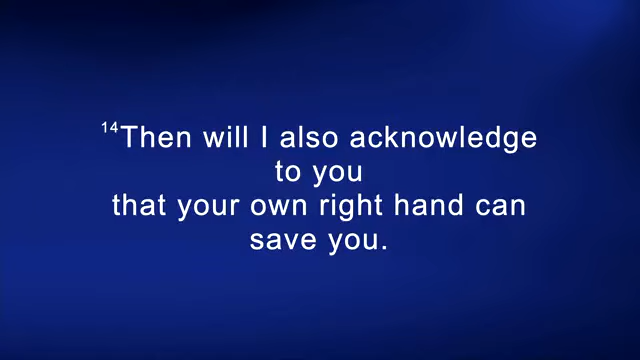 14Then will I also acknowledge
to you
that your own right hand can
save you.